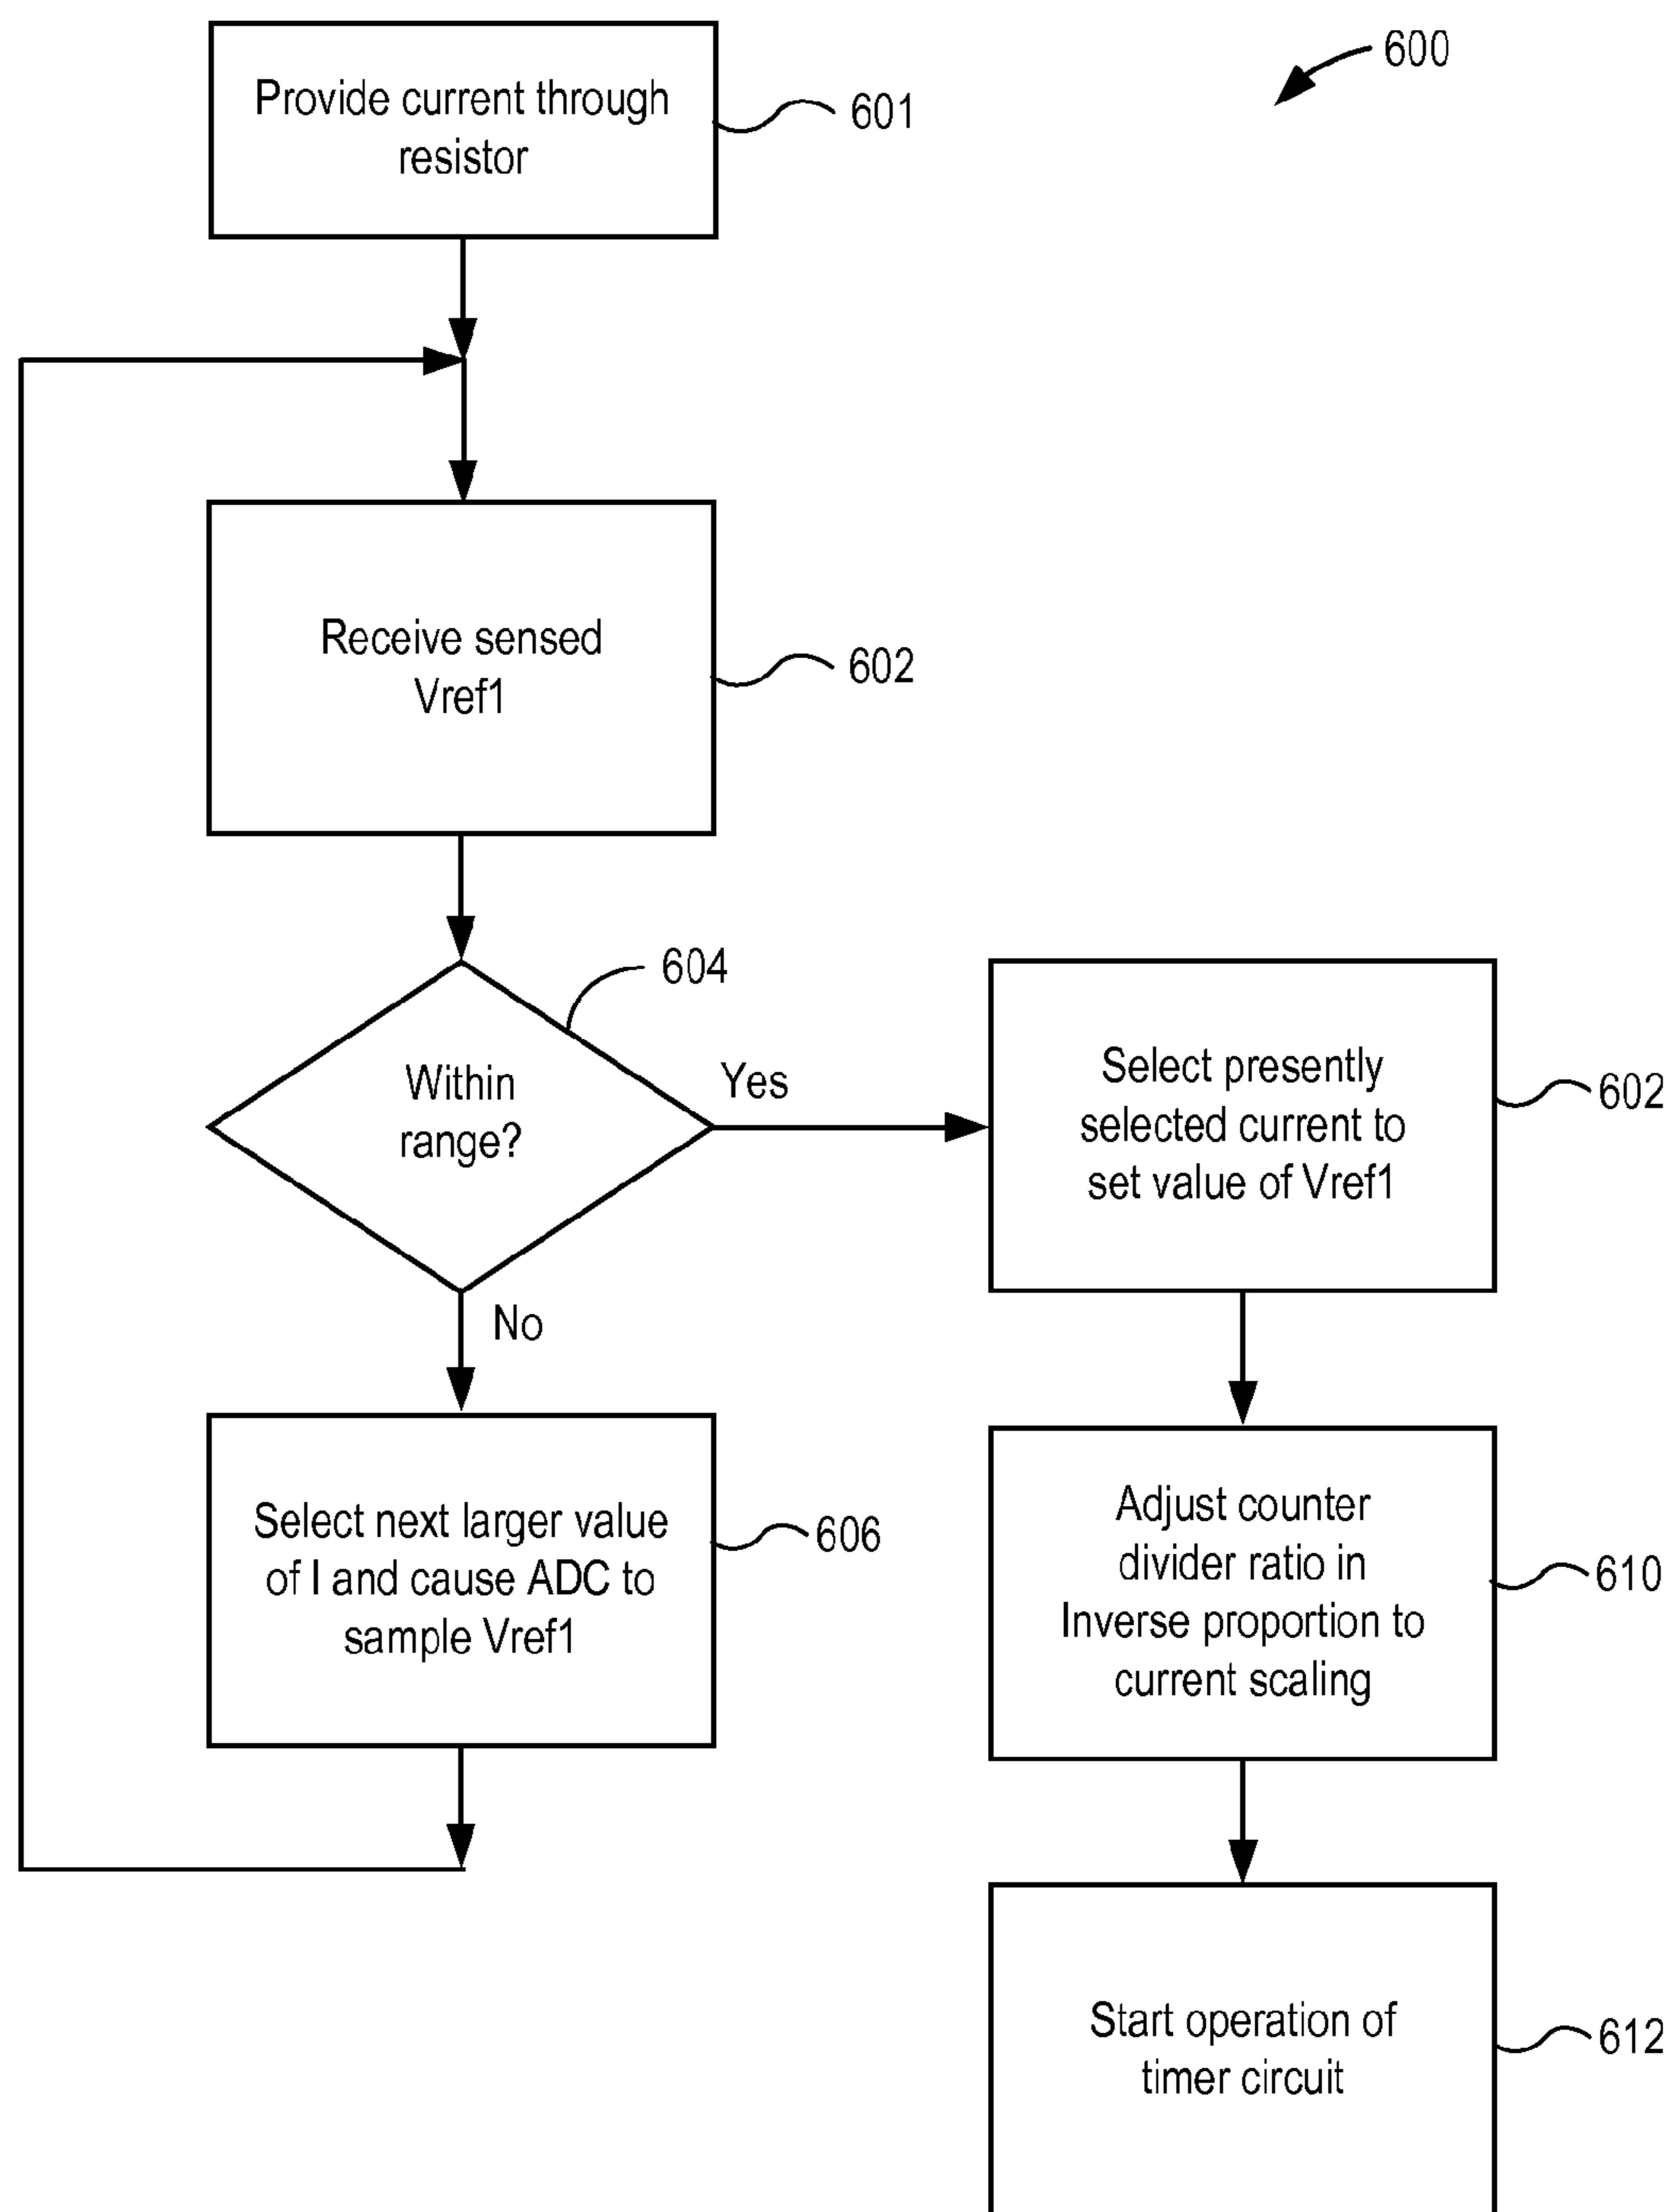 600
Provide current through
resistor
601
Receive sensed
Vref1
602
604
Within
range?
Yes
No
Select presently
selected current to
set value of Vref1
602
Select next larger value
of I and cause ADC to
sample Vref1
606
Adjust counter
divider ratio in
Inverse proportion to
current scaling
610
Start operation of
timer circuit
612